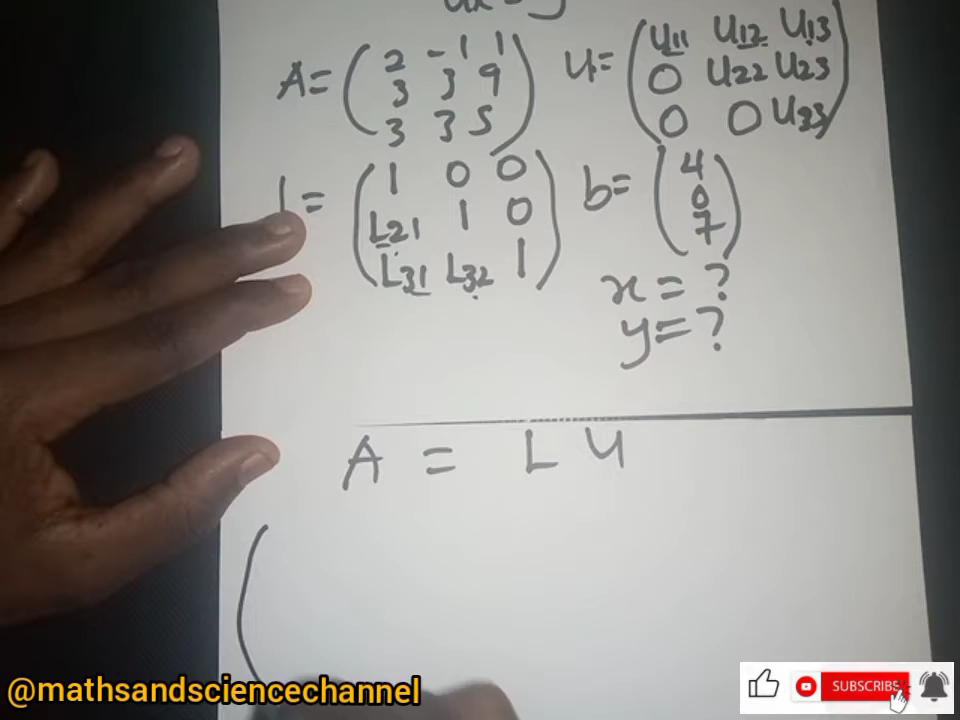 Ux = y
A = ( 2 -1 1 ) U = ( U11 U12 U13 )
( 3 3 9 ) ( 0 U22 U23 )
( 3 3 5 ) ( 0 0 U33 )
L = ( 1 0 0 ) b = ( 4 )
( L21 1 0 ) ( 0 )
( L31 L32 1 ) ( 7 )
x = ?
y = ?
A = L U
(
@mathsandsciencechannel
SUBSCRIBE